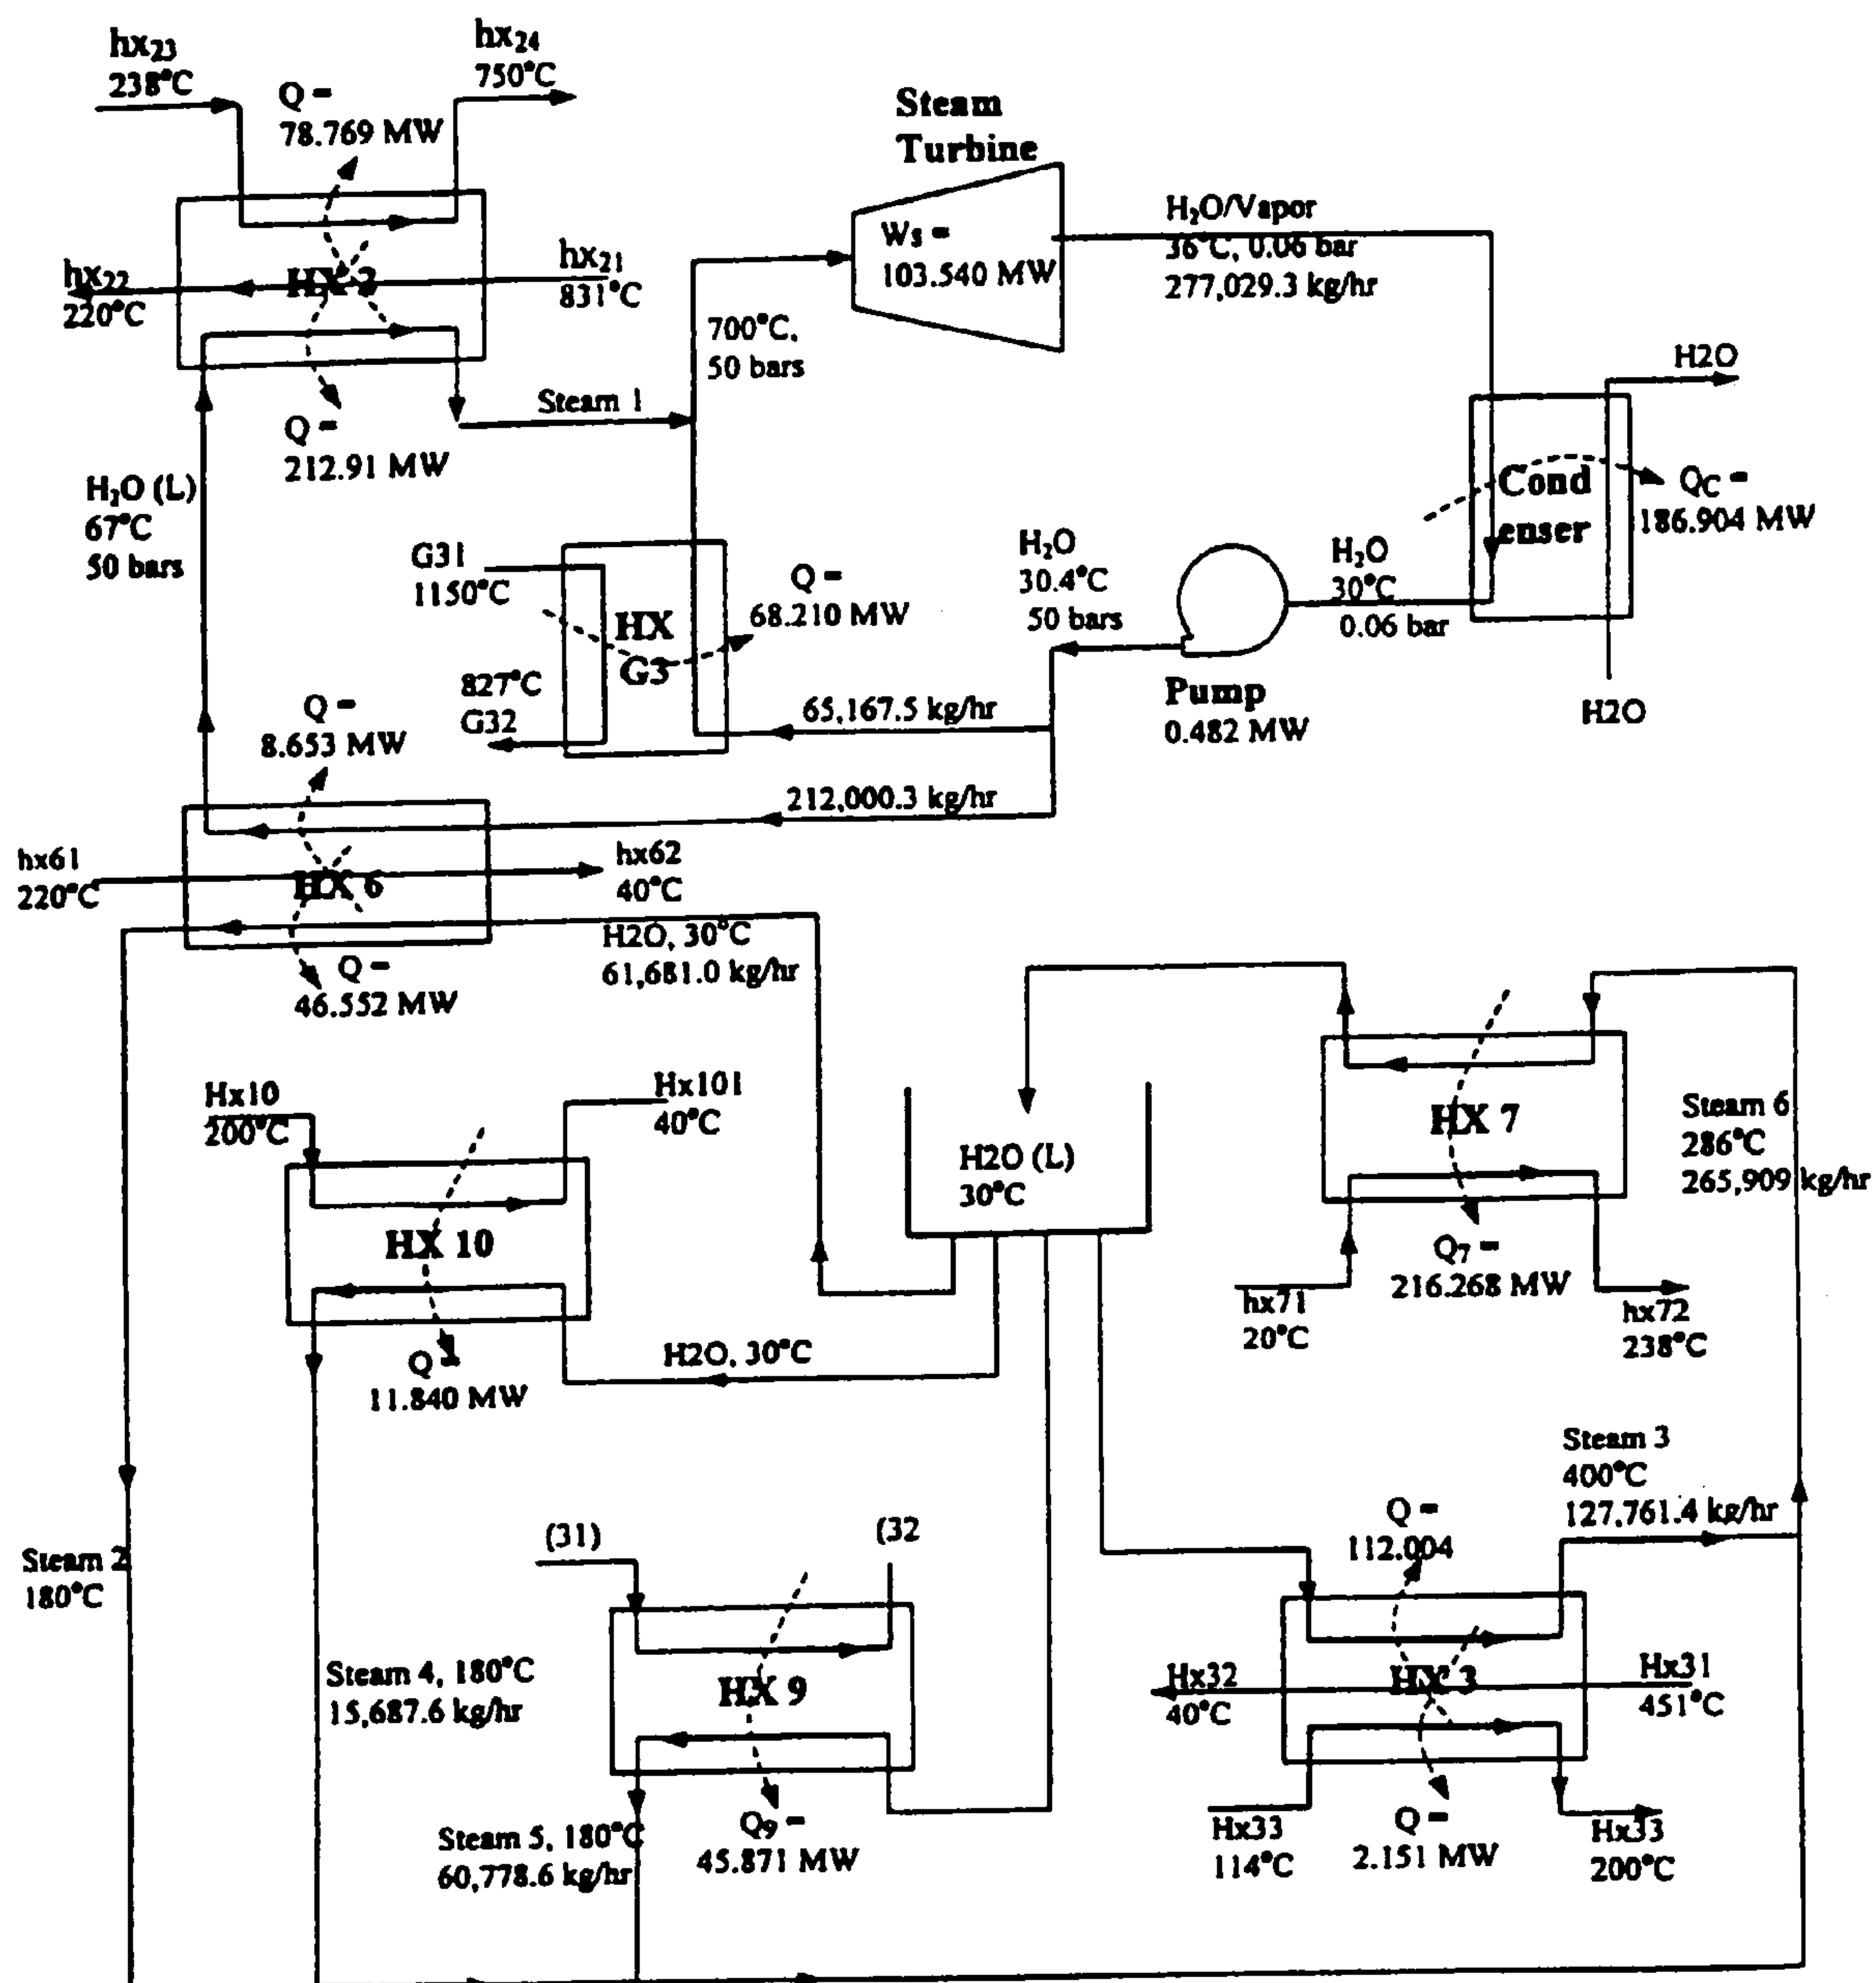 hx23
238°C
hx24
750°C
Q =
78.769 MW
Steam
Turbine
H2O/Vapor
36°C, 0.06 bar
277,029.3 kg/hr
Ws =
103.540 MW
hx22
220°C
HX 2
hx21
831°C
700°C,
50 bars
H2O
Steam 1
Q =
212.91 MW
H2O (L)
67°C
50 bars
Cond
enser
QC =
186.904 MW
G31
1150°C
Q =
68.210 MW
HX
G3
H2O
30.4°C
50 bars
H2O
30°C
0.06 bar
827°C
G32
Pump
0.482 MW
H2O
65,167.5 kg/hr
Q =
8.653 MW
212,000.3 kg/hr
hx61
220°C
HX 6
hx62
40°C
H2O, 30°C
61,681.0 kg/hr
Q =
46.552 MW
Hx10
200°C
Hx101
40°C
H2O (L)
30°C
HX 7
Steam 6
286°C
265,909 kg/hr
HX 10
Q7 =
216.268 MW
hx71
20°C
hx72
238°C
Q =
11.840 MW
H2O, 30°C
Steam 3
400°C
127,761.4 kg/hr
Q =
112.004
Steam 2
180°C
(31)
(32
Steam 4, 180°C
15,687.6 kg/hr
HX 9
Hx32
40°C
HX 3
Hx31
451°C
Steam 5, 180°C
60,778.6 kg/hr
Q9 =
45.871 MW
Hx33
114°C
Q =
2.151 MW
Hx33
200°C